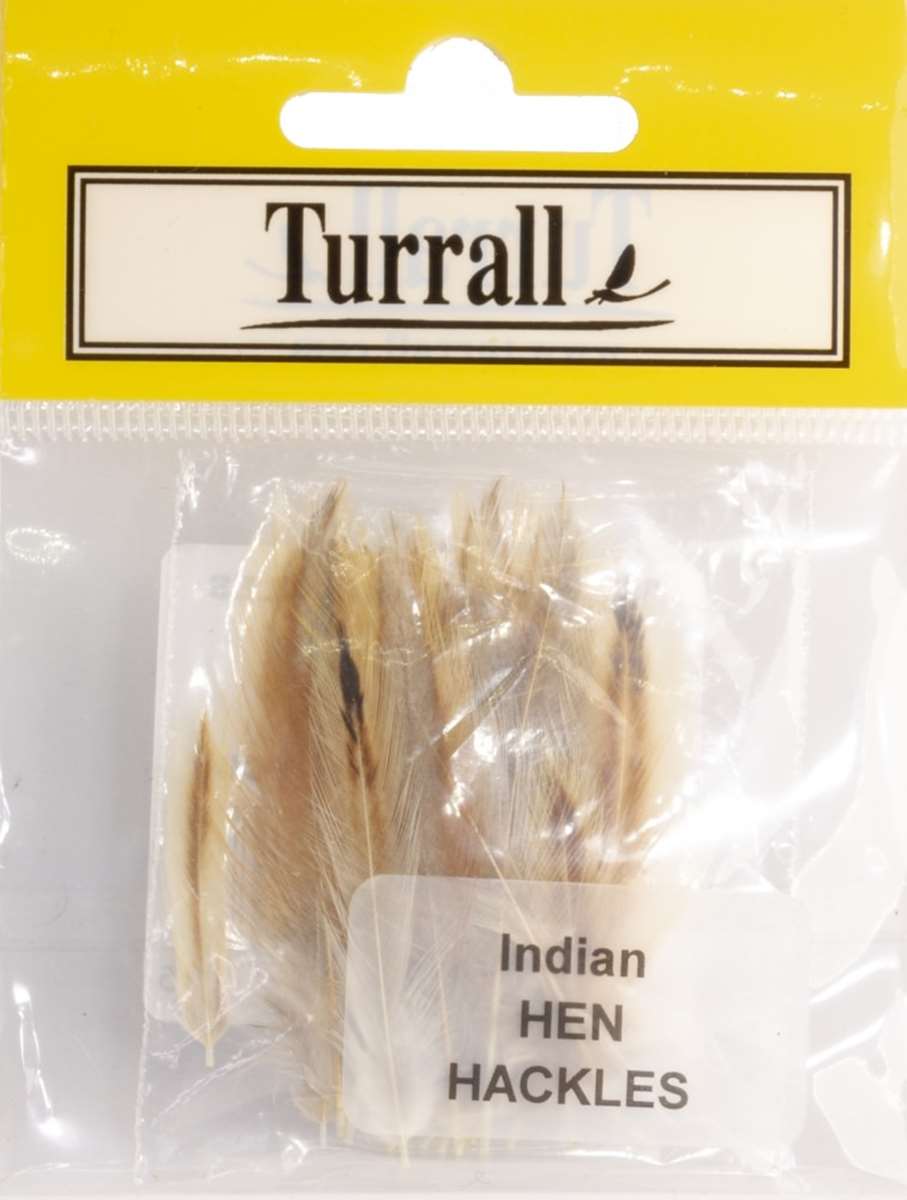 Turrall
Indian
HEN
HACKLES